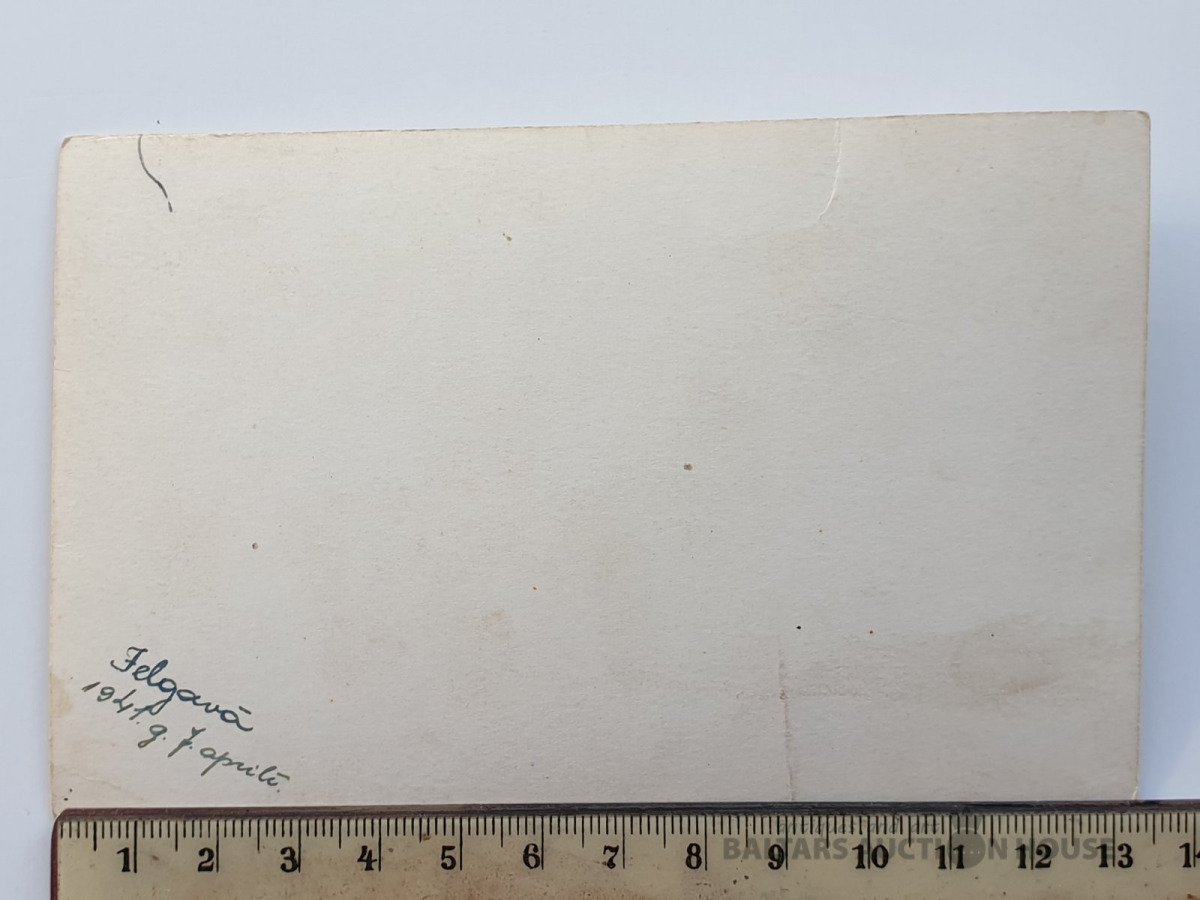 Jelgavā
1941. g. 7. aprilī.
1 2 3 4 5 6 7 8 9 10 11 12 13 14
BALTARS AUCTION HOUSE